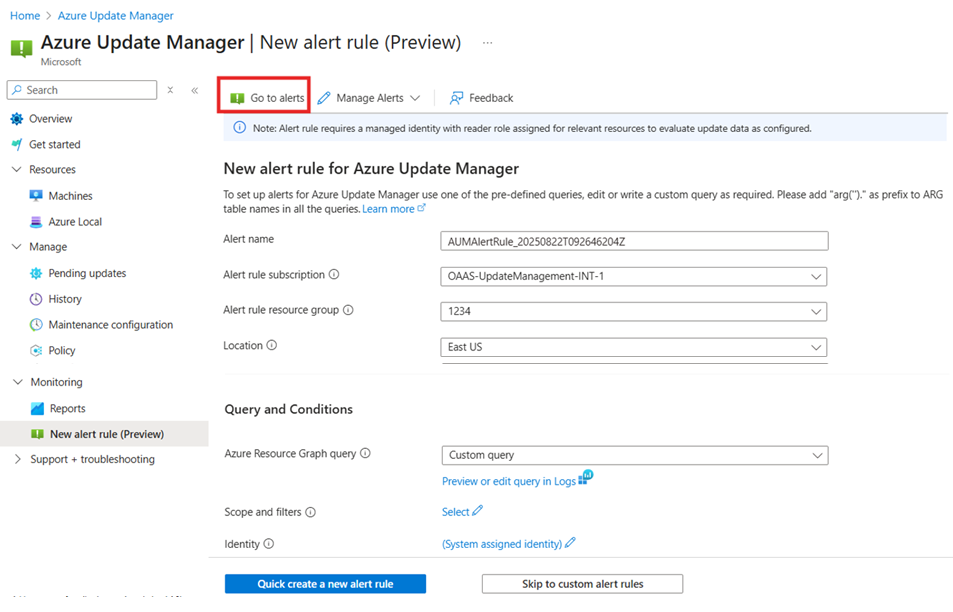 Home > Azure Update Manager
Azure Update Manager | New alert rule (Preview) ...
Microsoft
Search
Overview
Get started
Resources
Machines
Azure Local
Manage
Pending updates
History
Maintenance configuration
Policy
Monitoring
Reports
New alert rule (Preview)
Support + troubleshooting
Go to alerts
Manage Alerts
Feedback
Note: Alert rule requires a managed identity with reader role assigned for relevant resources to evaluate update data as configured.
New alert rule for Azure Update Manager
To set up alerts for Azure Update Manager use one of the pre-defined queries, edit or write a custom query as required. Please add "arg("")." as prefix to ARG
table names in all the queries. Learn more
Alert name
AUMAlertRule_20250822T092646204Z
Alert rule subscription
OAAS-UpdateManagement-INT-1
Alert rule resource group
1234
Location
East US
Query and Conditions
Azure Resource Graph query
Custom query
Preview or edit query in Logs
Scope and filters
Select
Identity
(System assigned identity)
Quick create a new alert rule
Skip to custom alert rules